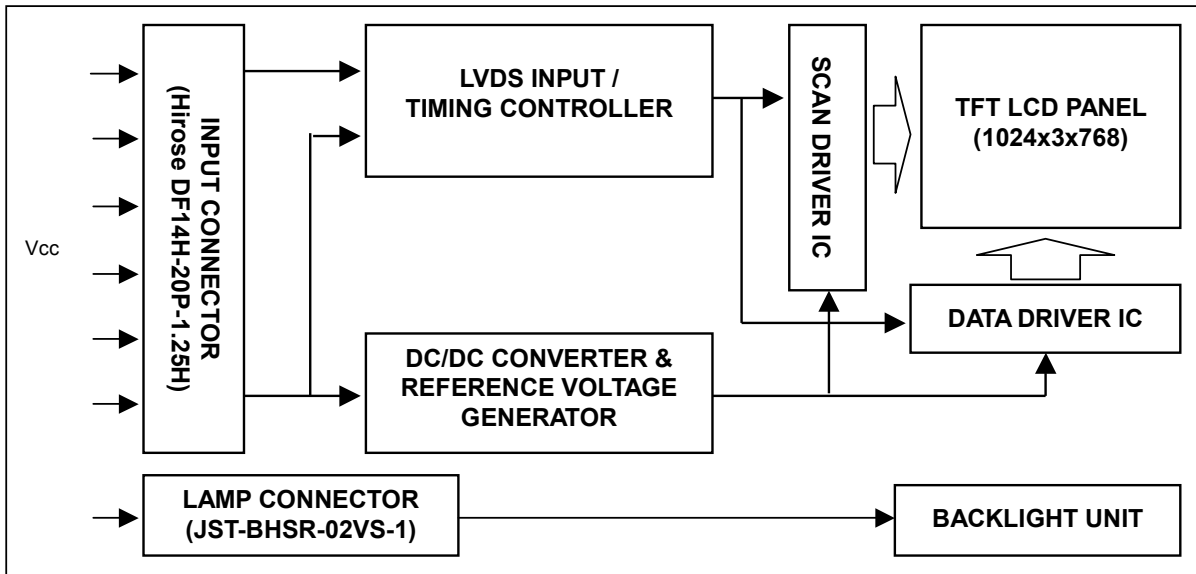 Vcc
INPUT CONNECTOR
(Hirose DF14H-20P-1.25H)
LVDS INPUT /
TIMING CONTROLLER
SCAN DRIVER IC
TFT LCD PANEL
(1024x3x768)
DATA DRIVER IC
DC/DC CONVERTER &
REFERENCE VOLTAGE
GENERATOR
LAMP CONNECTOR
(JST-BHSR-02VS-1)
BACKLIGHT UNIT